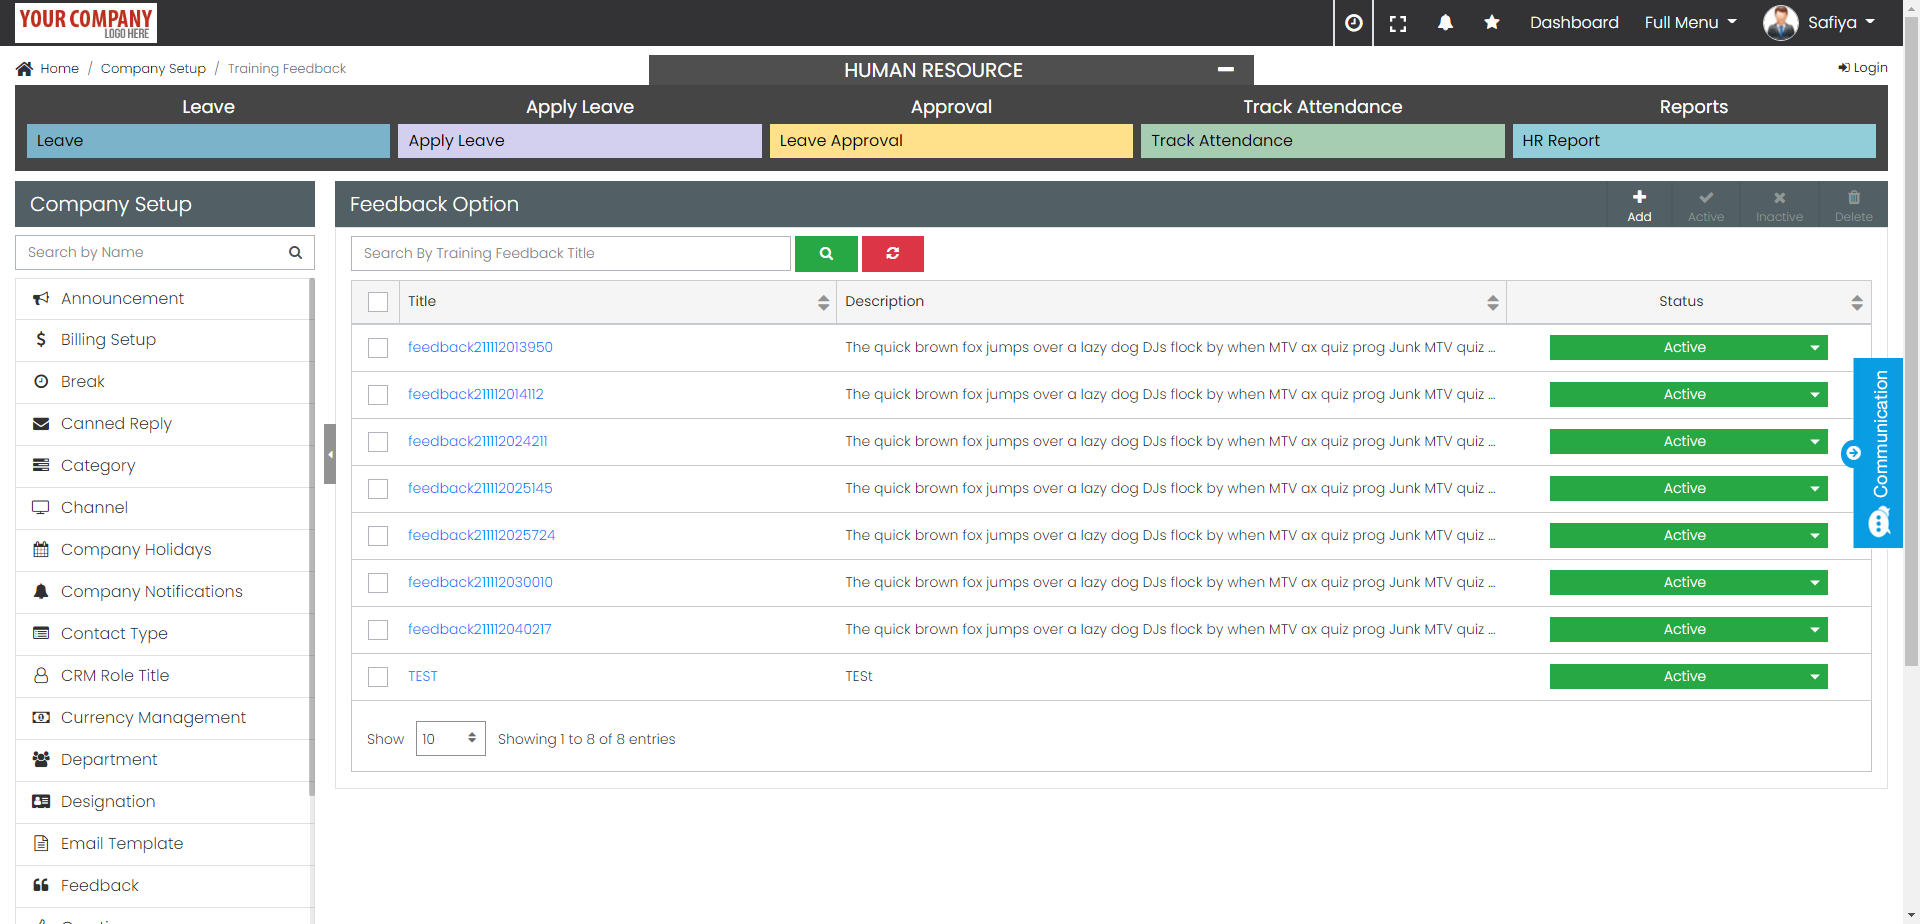 YOUR COMPANY
LOGO HERE
Dashboard
Full Menu
Safiya
Home / Company Setup / Training Feedback
HUMAN RESOURCE
Login
Leave
Apply Leave
Approval
Track Attendance
Reports
Leave
Apply Leave
Leave Approval
Track Attendance
HR Report
Company Setup
Search by Name
Announcement
Billing Setup
Break
Canned Reply
Category
Channel
Company Holidays
Company Notifications
Contact Type
CRM Role Title
Currency Management
Department
Designation
Email Template
Feedback
Feedback Option
Add
Active
Inactive
Delete
Search By Training Feedback Title
Title
Description
Status
feedback211112013950
The quick brown fox jumps over a lazy dog DJs flock by when MTV ax quiz prog Junk MTV quiz ...
Active
feedback211112014112
The quick brown fox jumps over a lazy dog DJs flock by when MTV ax quiz prog Junk MTV quiz ...
Active
feedback211112024211
The quick brown fox jumps over a lazy dog DJs flock by when MTV ax quiz prog Junk MTV quiz ...
Active
feedback211112025145
The quick brown fox jumps over a lazy dog DJs flock by when MTV ax quiz prog Junk MTV quiz ...
Active
feedback211112025724
The quick brown fox jumps over a lazy dog DJs flock by when MTV ax quiz prog Junk MTV quiz ...
Active
feedback211112030010
The quick brown fox jumps over a lazy dog DJs flock by when MTV ax quiz prog Junk MTV quiz ...
Active
feedback211112040217
The quick brown fox jumps over a lazy dog DJs flock by when MTV ax quiz prog Junk MTV quiz ...
Active
TEST
TESt
Active
Show 10 Showing 1 to 8 of 8 entries
Communication